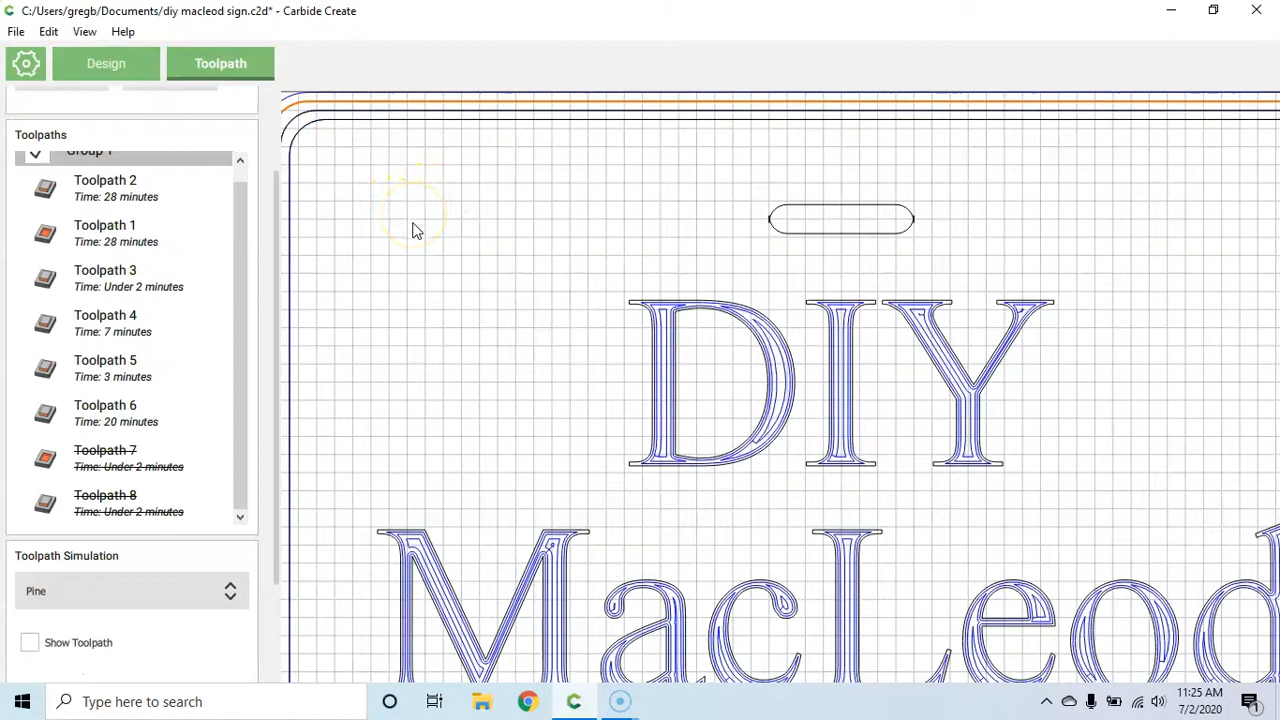 C:/Users/gregb/Documents/diy macleod sign.c2d* - Carbide Create
File Edit View Help
Design Toolpath
Toolpaths
Group 1
Toolpath 2
Time: 28 minutes
Toolpath 1
Time: 28 minutes
Toolpath 3
Time: Under 2 minutes
Toolpath 4
Time: 7 minutes
Toolpath 5
Time: 3 minutes
Toolpath 6
Time: 20 minutes
Toolpath 7
Time: Under 2 minutes
Toolpath 8
Time: Under 2 minutes
Toolpath Simulation
Pine
Show Toolpath
DIY
MacLeod
Type here to search
11:25 AM
7/2/2020
1